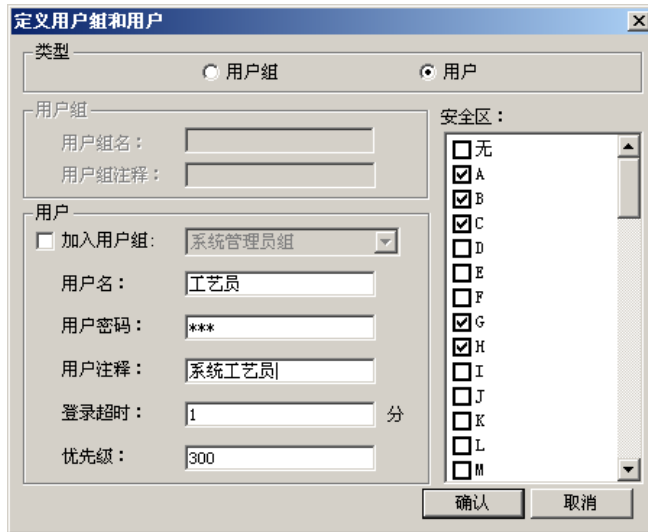 定义用户组和用户
类型
用户组 用户
用户组
用户组名：
用户组注释：
用户
加入用户组: 系统管理员组
用户名： 工艺员
用户密码： ***
用户注释： 系统工艺员
登录超时： 1 分
优先级： 300
安全区：
无
A
B
C
D
E
F
G
H
I
J
K
L
M
确认 取消